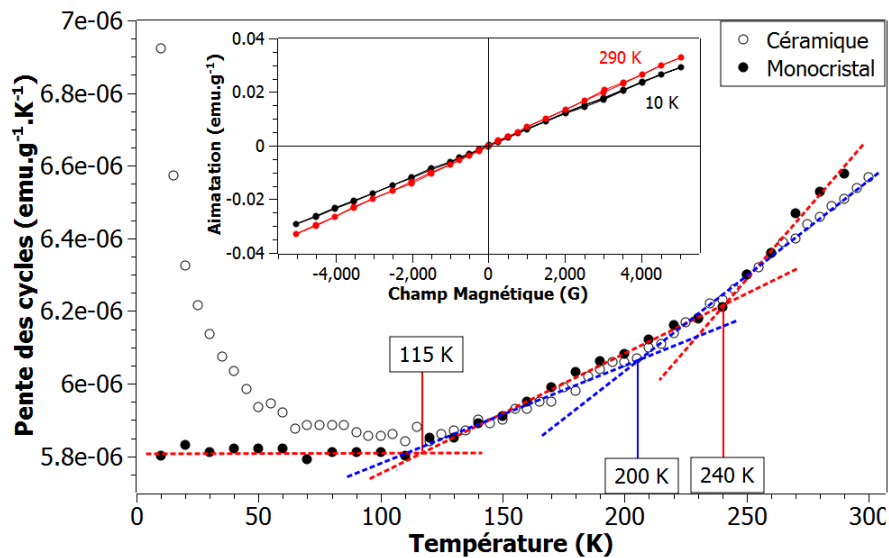 7e-06
6.8e-06
6.6e-06
6.4e-06
6.2e-06
6e-06
5.8e-06
Pente des cycles (emu.g⁻¹.K⁻¹)
0.04
0.02
0
-0.02
-0.04
Aimatation (emu.g⁻¹)
290 K
10 K
-4,000
-2,000
0
2,000
4,000
Champ Magnétique (G)
Céramique
Monocristal
115 K
200 K
240 K
0
50
100
150
200
250
300
Température (K)